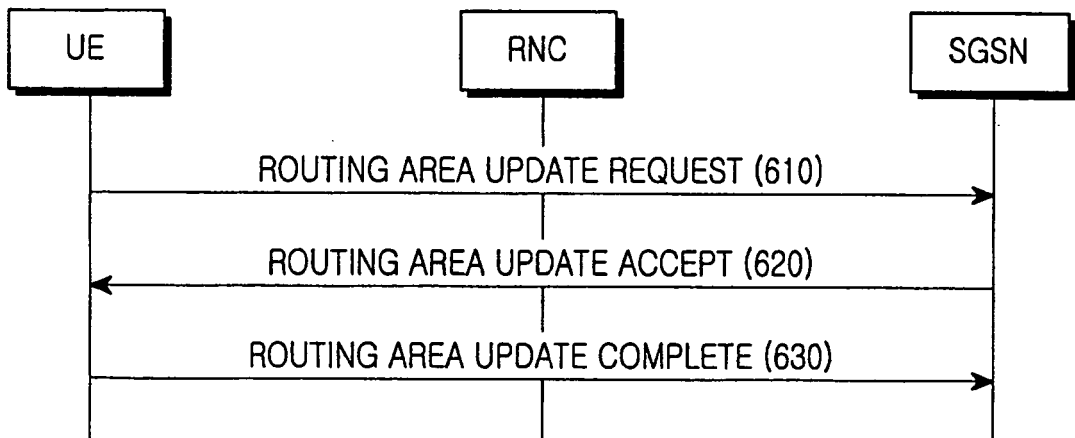 UE
RNC
SGSN
ROUTING AREA UPDATE REQUEST (610)
ROUTING AREA UPDATE ACCEPT (620)
ROUTING AREA UPDATE COMPLETE (630)